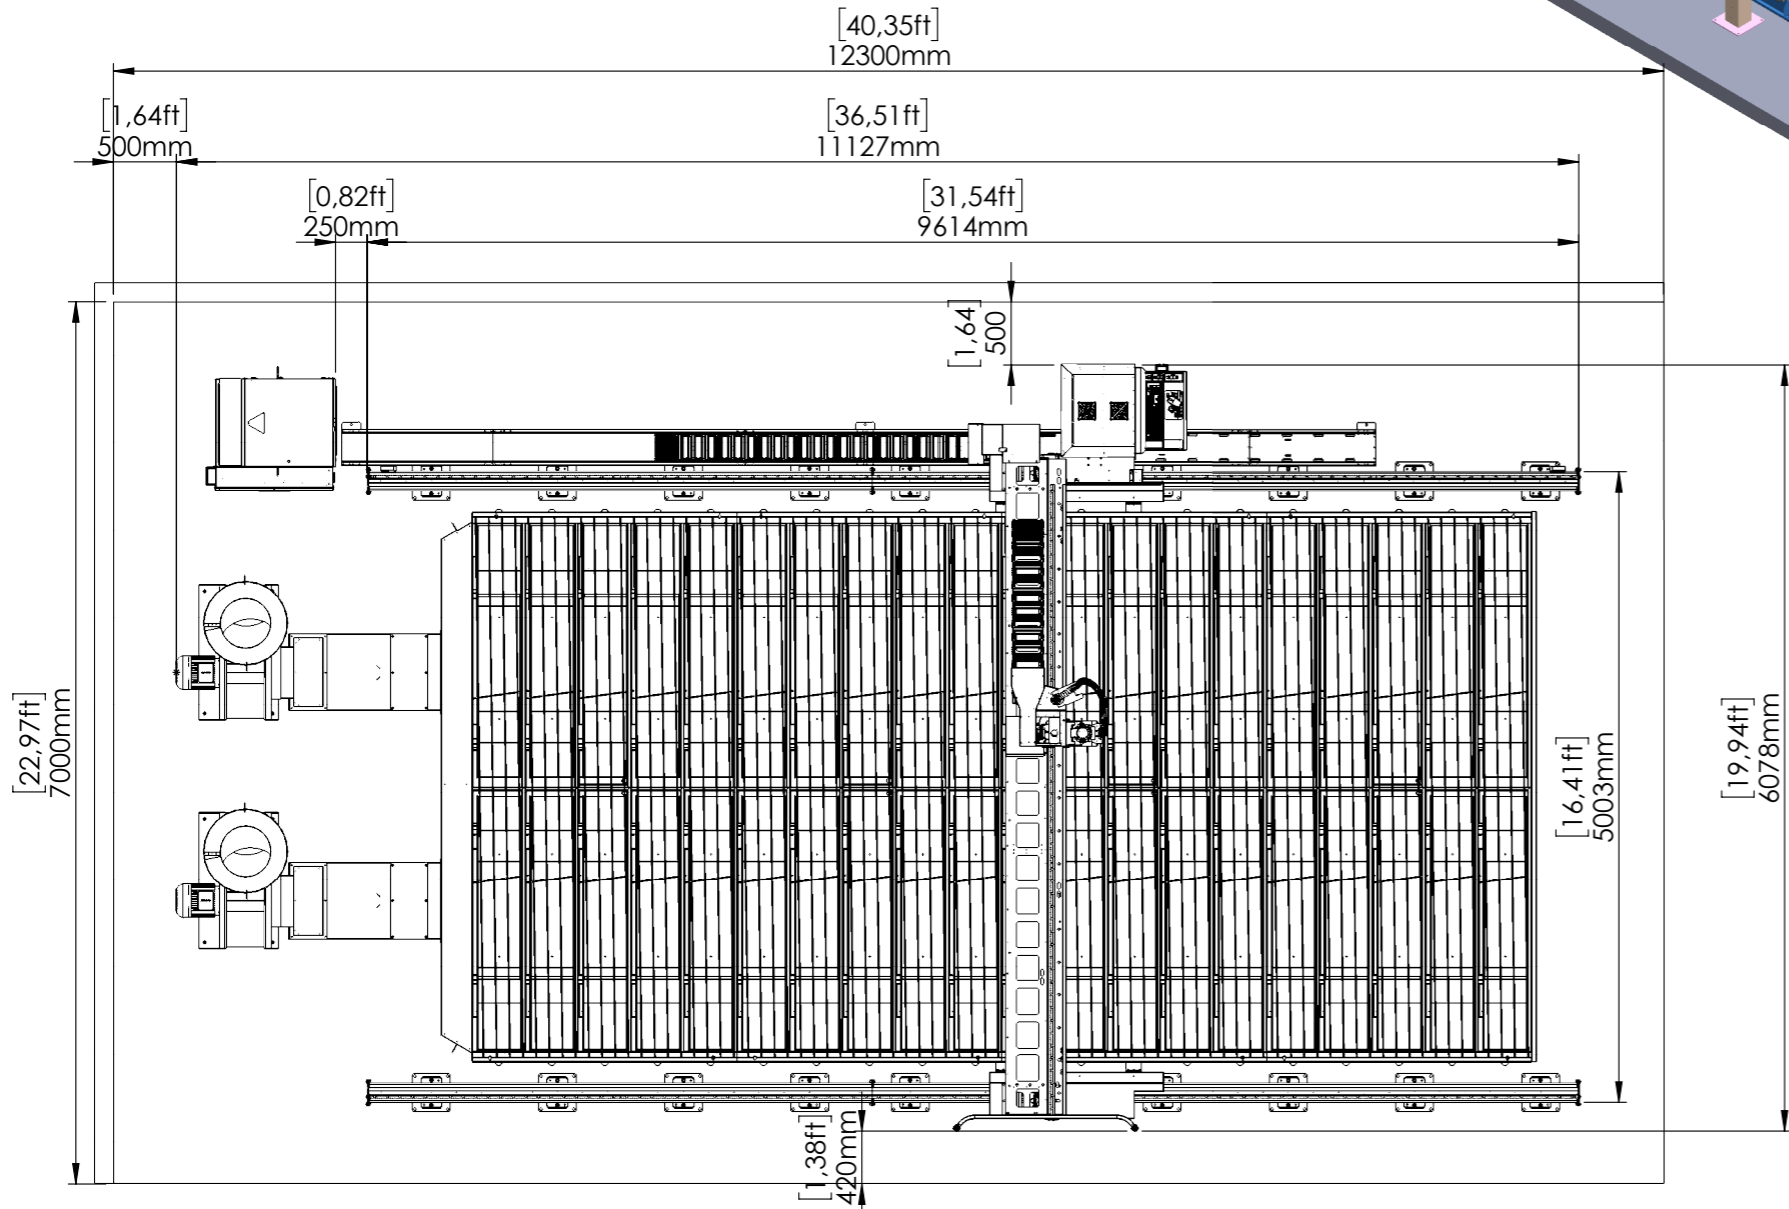 [40,35ft]
12300mm
[1,64ft]
500mm
[36,51ft]
11127mm
[0,82ft]
250mm
[31,54ft]
9614mm
[1,64]
500
[22,97ft]
7000mm
[16,41ft]
5003mm
[19,94ft]
6078mm
[1,38ft]
420mm